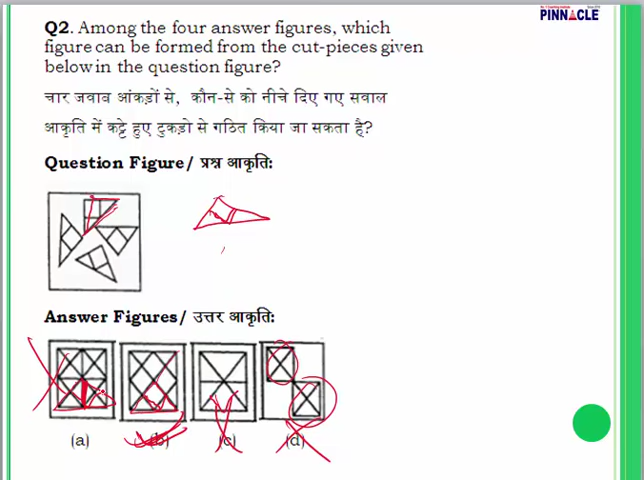 Q2. Among the four answer figures, which
PINNACLE
figure can be formed from the cut-pieces given
below in the question figure?
चार जवाब आंकड़ों से, कौन-से को नीचे दिए गए सवाल
आकृति में कट्टे हुए टुकड़ो से गठित किया जा सकता है?
Question Figure/ प्रश्न आकृति:
Answer Figures/ उत्तर आकृति:
(a) (b) (c) (d)